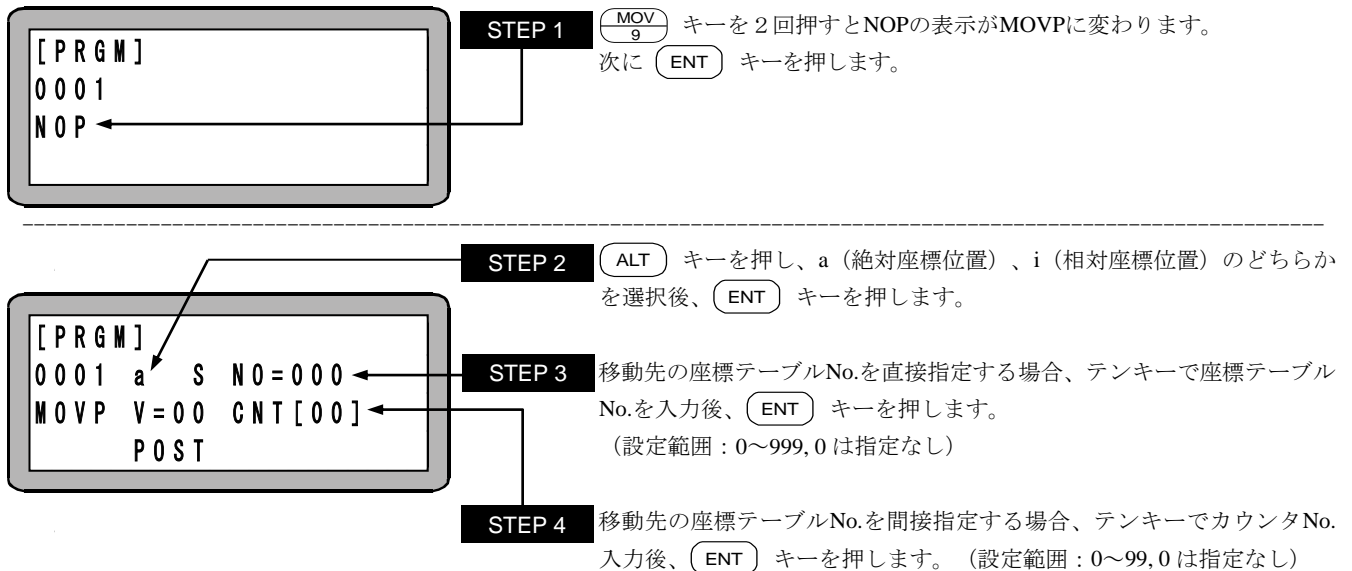 [PRGM]
0001
NOP
STEP 1
MOV
9
キーを２回押すとNOPの表示がMOVPに変わります。
次に ENT キーを押します。
STEP 2
ALT キーを押し、a（絶対座標位置）、i（相対座標位置）のどちらか
を選択後、 ENT キーを押します。
[PRGM]
0001 a S NO=000
MOVP V=00 CNT[00]
POST
STEP 3
移動先の座標テーブルNo.を直接指定する場合、テンキーで座標テーブル
No.を入力後、 ENT キーを押します。
（設定範囲：0～999, 0 は指定なし）
STEP 4
移動先の座標テーブルNo.を間接指定する場合、テンキーでカウンタNo.
入力後、 ENT キーを押します。（設定範囲：0～99, 0 は指定なし）